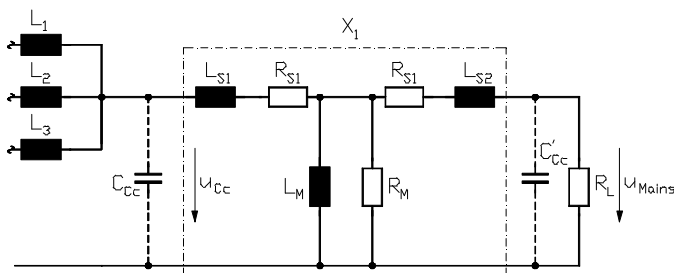 L1
X1
L2
LS1
RS1
RS1
LS2
L3
CCc
uCc
LM
RM
C'Cc
RL
uMains